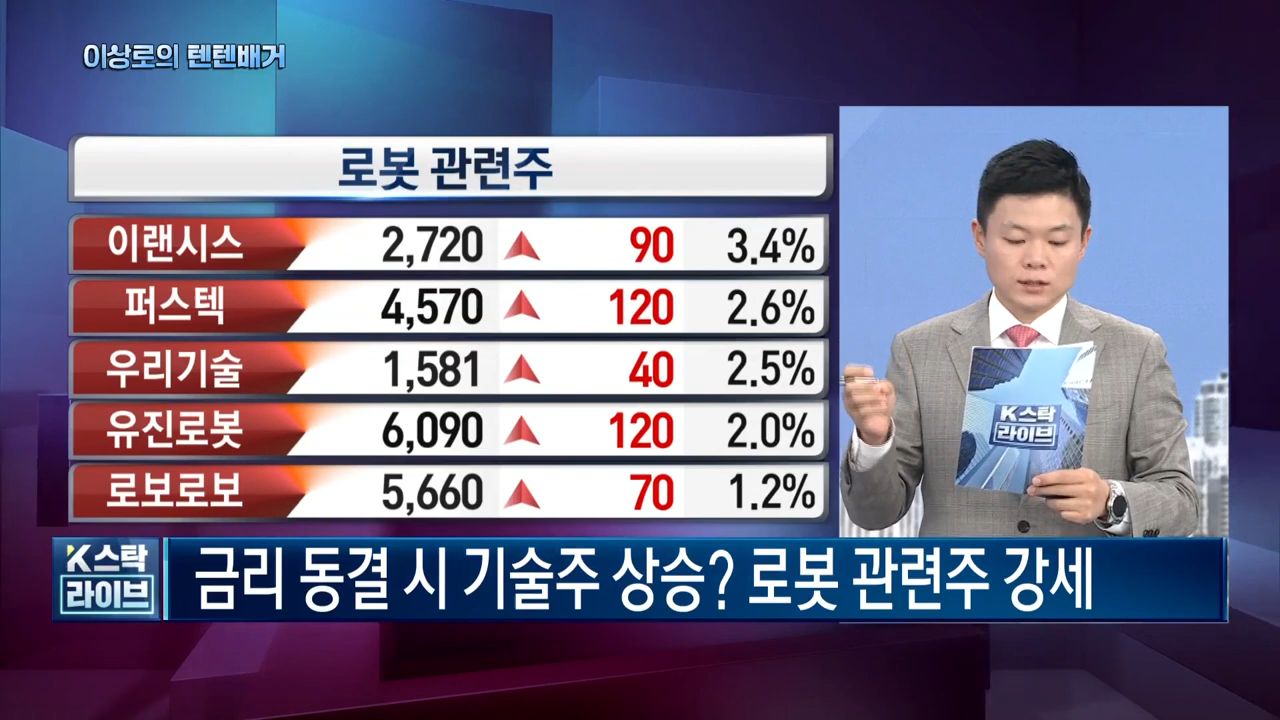 이상로의 텐텐배거
로봇 관련주
이랜시스 2,720 ▲ 90 3.4%
퍼스텍 4,570 ▲ 120 2.6%
우리기술 1,581 ▲ 40 2.5%
유진로봇 6,090 ▲ 120 2.0%
로보로보 5,660 ▲ 70 1.2%
K스탁
라이브
K스탁
라이브
금리 동결 시 기술주 상승? 로봇 관련주 강세